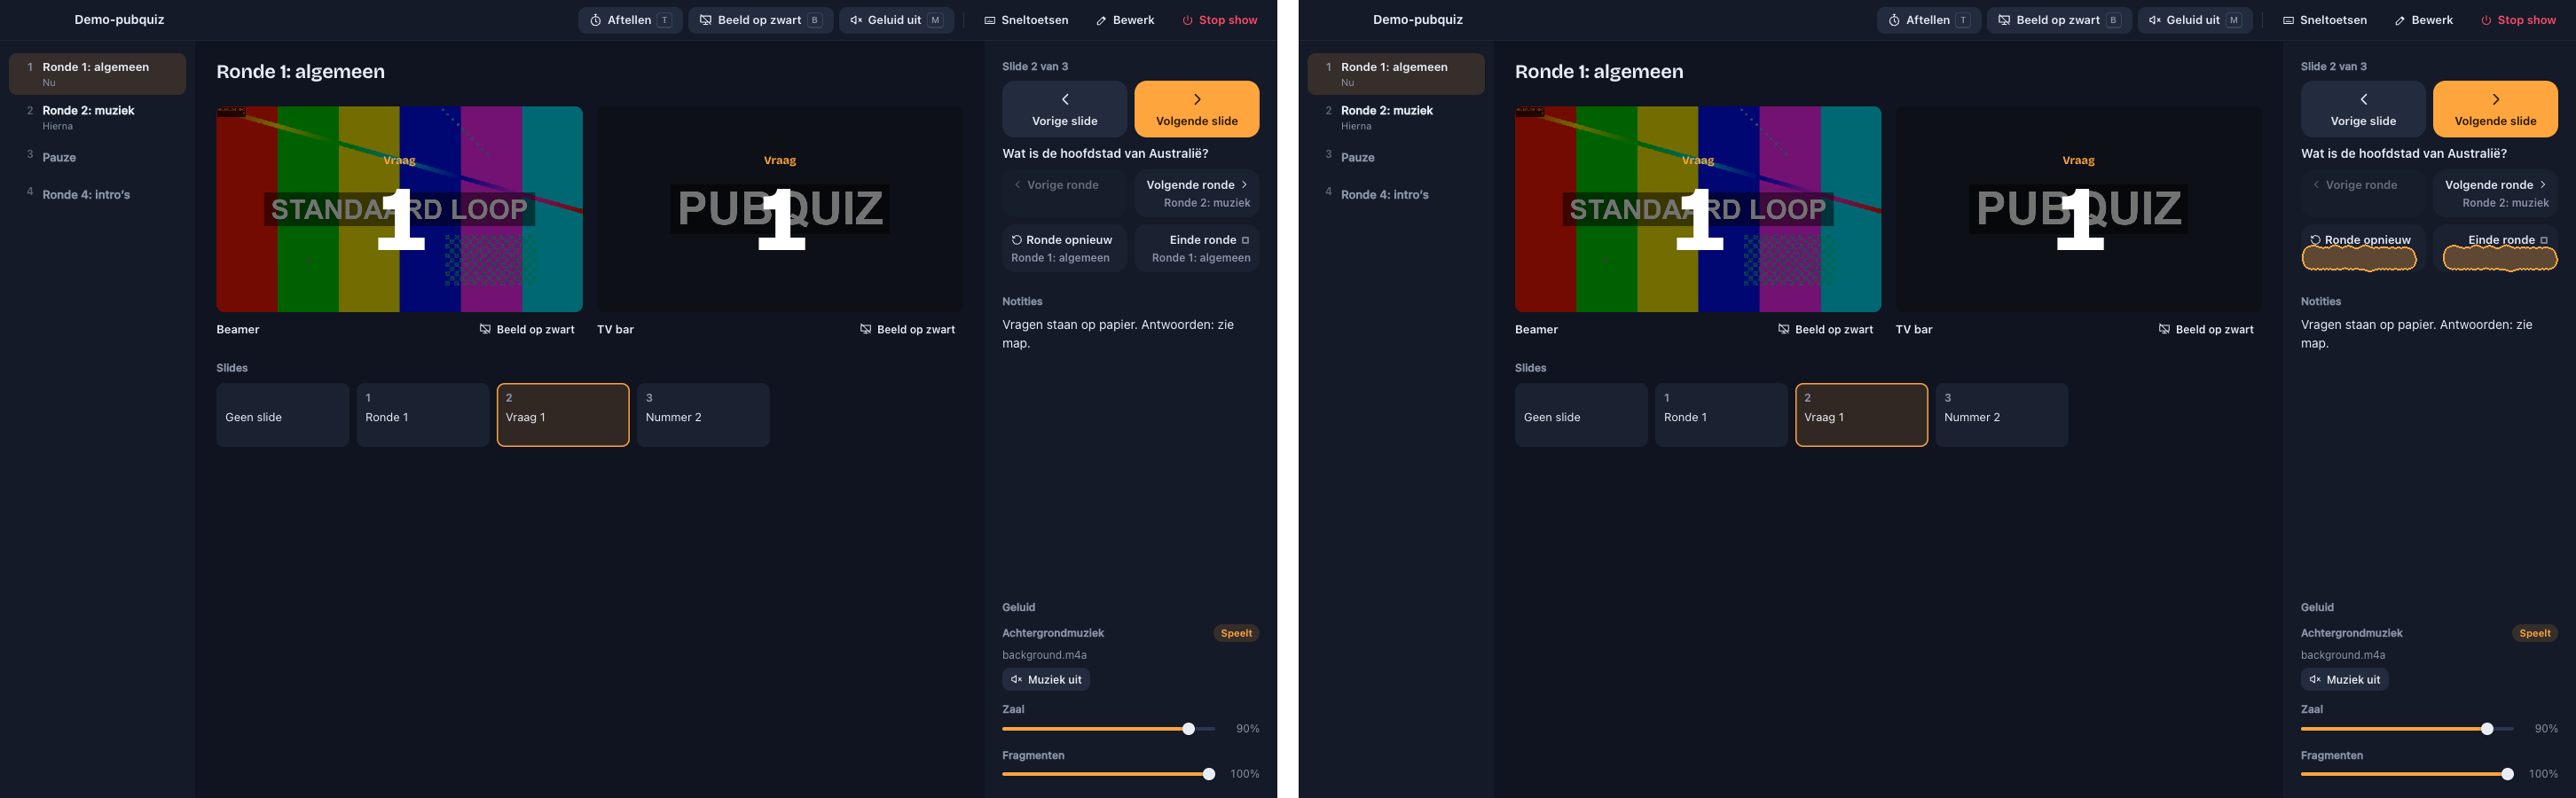 Demo-pubquiz
Aftellen T
Beeld op zwart B
Geluid uit M
Sneltoetsen
Bewerk
Stop show
1 Ronde 1: algemeen
Nu
2 Ronde 2: muziek
Hierna
3 Pauze
4 Ronde 4: intro's
Ronde 1: algemeen
Vraag
STANDAARD LOOP
1
Vraag
PUBQUIZ
1
Beamer
Beeld op zwart
TV bar
Beeld op zwart
Slides
Geen slide
1
Ronde 1
2
Vraag 1
3
Nummer 2
Slide 2 van 3
Vorige slide
Volgende slide
Wat is de hoofdstad van Australië?
Vorige ronde
Volgende ronde
Ronde 2: muziek
Ronde opnieuw
Ronde 1: algemeen
Einde ronde
Ronde 1: algemeen
Notities
Vragen staan op papier. Antwoorden: zie
map.
Geluid
Achtergrondmuziek
Speelt
background.m4a
Muziek uit
Zaal
90%
Fragmenten
100%
Demo-pubquiz
Aftellen T
Beeld op zwart B
Geluid uit M
Sneltoetsen
Bewerk
Stop show
1 Ronde 1: algemeen
Nu
2 Ronde 2: muziek
Hierna
3 Pauze
4 Ronde 4: intro's
Ronde 1: algemeen
Vraag
STANDAARD LOOP
1
Vraag
PUBQUIZ
1
Beamer
Beeld op zwart
TV bar
Beeld op zwart
Slides
Geen slide
1
Ronde 1
2
Vraag 1
3
Nummer 2
Slide 2 van 3
Vorige slide
Volgende slide
Wat is de hoofdstad van Australië?
Vorige ronde
Volgende ronde
Ronde 2: muziek
Ronde opnieuw
Einde ronde
Notities
Vragen staan op papier. Antwoorden: zie
map.
Geluid
Achtergrondmuziek
Speelt
background.m4a
Muziek uit
Zaal
90%
Fragmenten
100%